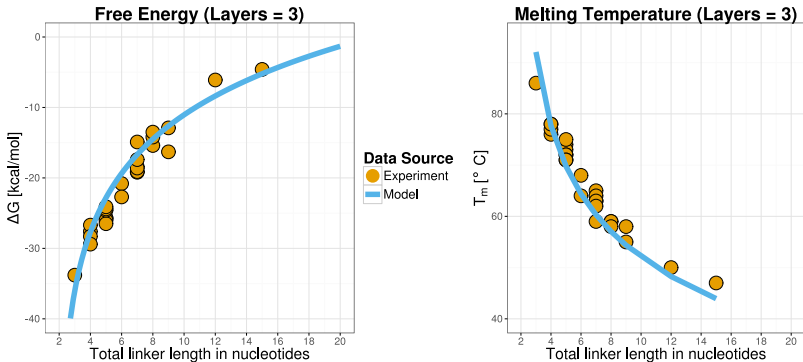 Free Energy (Layers = 3)
0
-10
-20
-30
-40
ΔG [kcal/mol]
2 4 6 8 10 12 14 16 18 20
Total linker length in nucleotides
Data Source
Experiment
Model
Melting Temperature (Layers = 3)
80
60
40
Tm [° C]
2 4 6 8 10 12 14 16 18 20
Total linker length in nucleotides